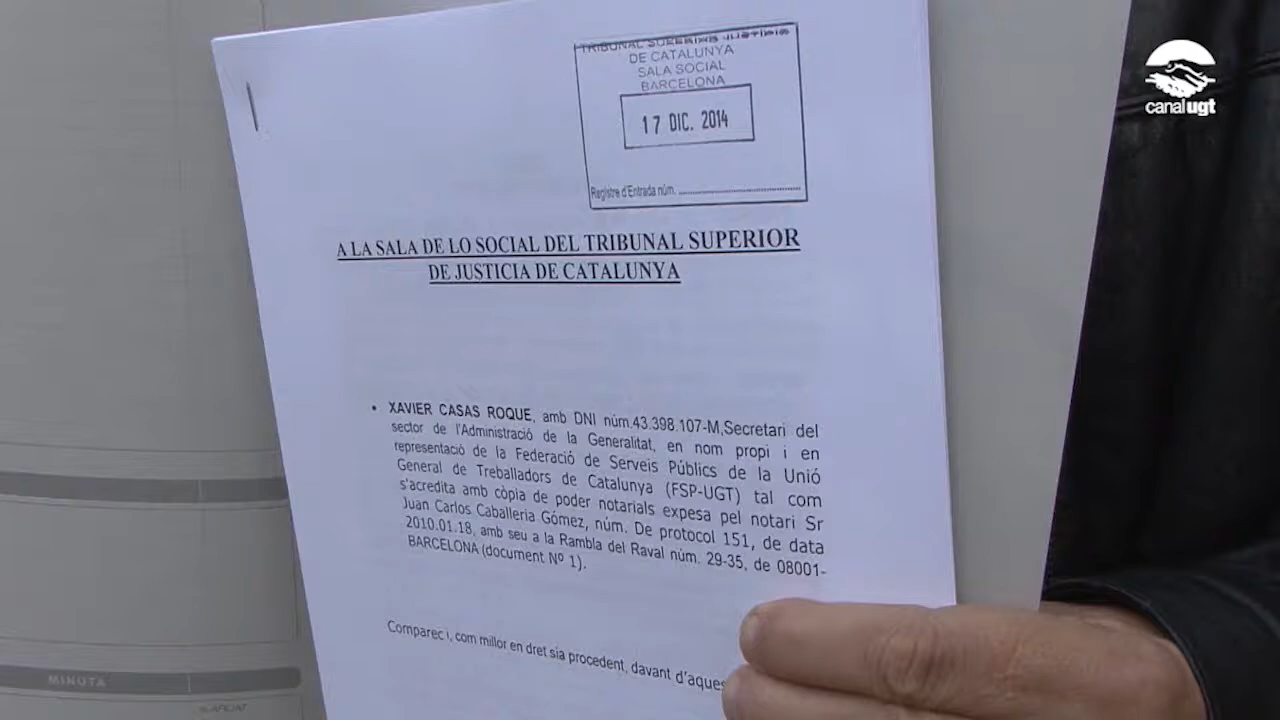 TRIBUNAL SUPERIOR JUSTÍCIA
DE CATALUNYA
SALA SOCIAL
BARCELONA
17 DIC. 2014
Registre d'Entrada núm.
canalugt
A LA SALA DE LO SOCIAL DEL TRIBUNAL SUPERIOR
DE JUSTICIA DE CATALUNYA
• XAVIER CASAS ROQUE, amb DNI núm.43.398.107-M,Secretari del
sector de l'Administració de la Generalitat, en nom propi i en
representació de la Federació de Serveis Públics de la Unió
General de Treballadors de Catalunya (FSP-UGT) tal com
s'acredita amb còpia de poder notarials expesa pel notari Sr
Juan Carlos Caballeria Gómez, núm. De protocol 151, de data
2010.01.18, amb seu a la Rambla del Raval núm. 29-35, de 08001-
BARCELONA (document Nº 1).
Comparec i, com millor en dret sia procedent, davant d'aques
MINUTA